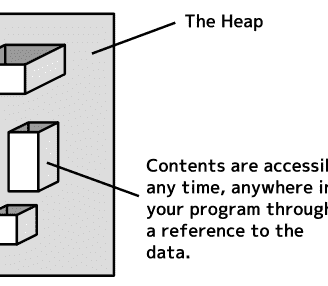 The Heap
Contents are
any time, anywhere
your program through
a reference to the
data.